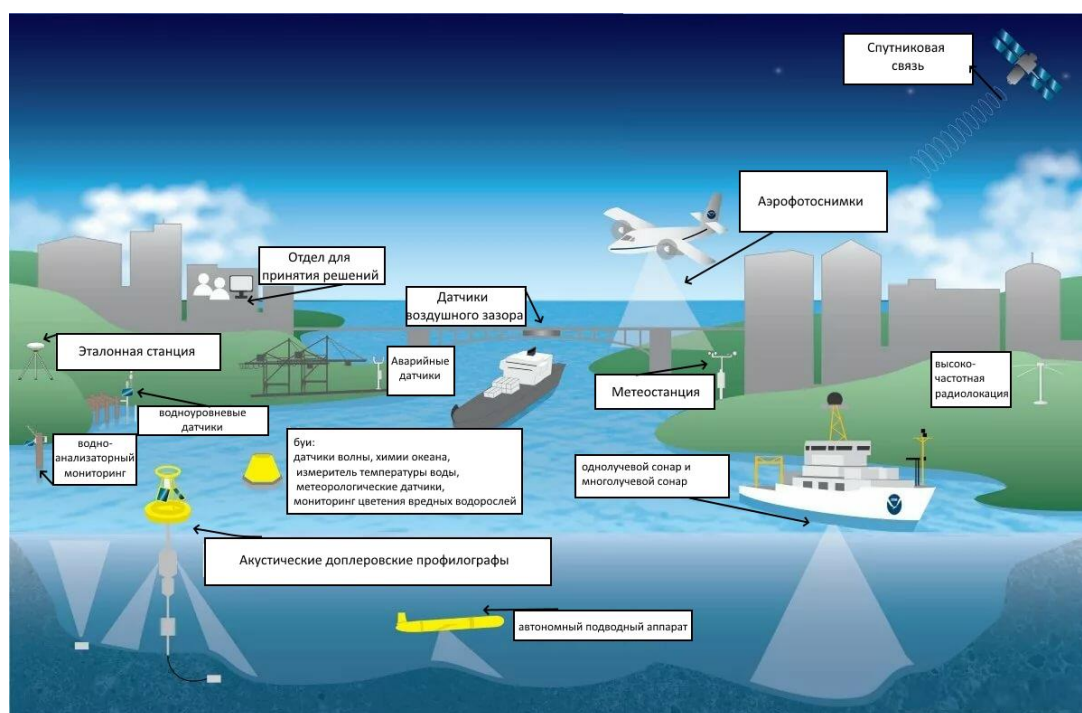 Спутниковая
связь
Аэрофотоснимки
Отдел для
принятия решений
Датчики
воздушного зазора
Эталонная станция
Аварийные
датчики
Метеостанция
высоко-
частотная
радиолокация
водноуровневые
датчики
водно-
анализаторный
мониторинг
буи:
датчики волны, химии океана,
измеритель температуры воды,
метеорологические датчики,
мониторинг цветения вредных водорослей
однолучевой сонар и
многолучевой сонар
Акустические доплеровские профилографы
автономный подводный аппарат